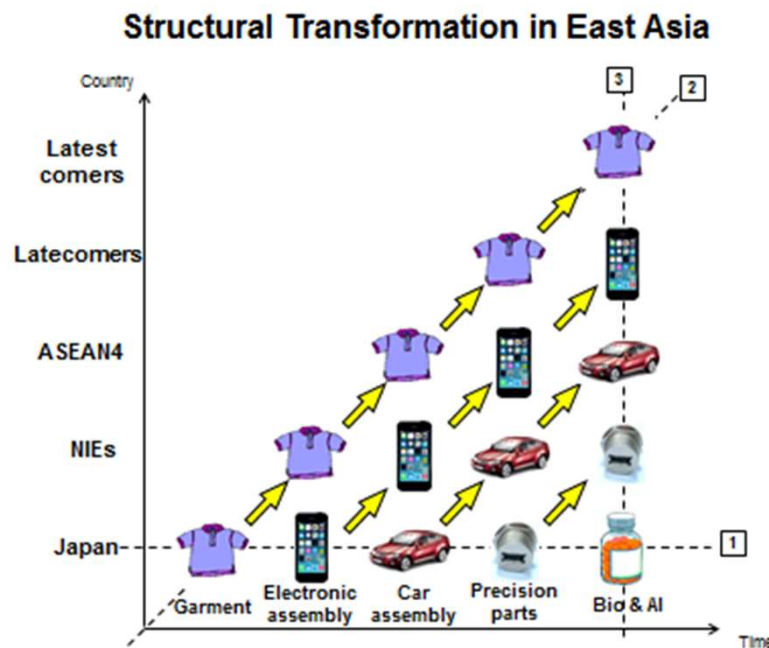 Structural Transformation in East Asia
Country
3
2
Latest
comers
Latecomers
ASEAN4
NIEs
Japan
1
Garment
Electronic
assembly
Car
assembly
Precision
parts
Bio & AI
Time